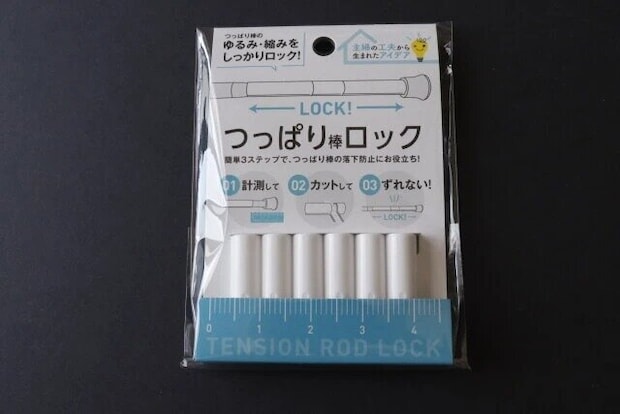 つっぱり棒の
ゆるみ・縮みを
しっかりロック!
主婦の工夫から
生まれたアイデア
LOCK!
つっぱり棒ロック
簡単3ステップで、つっぱり棒の落下防止にお役立ち!
01 計測して
02 カットして
03 ずれない!
LOCK!
0 1 2 3 4
TENSION ROD LOCK